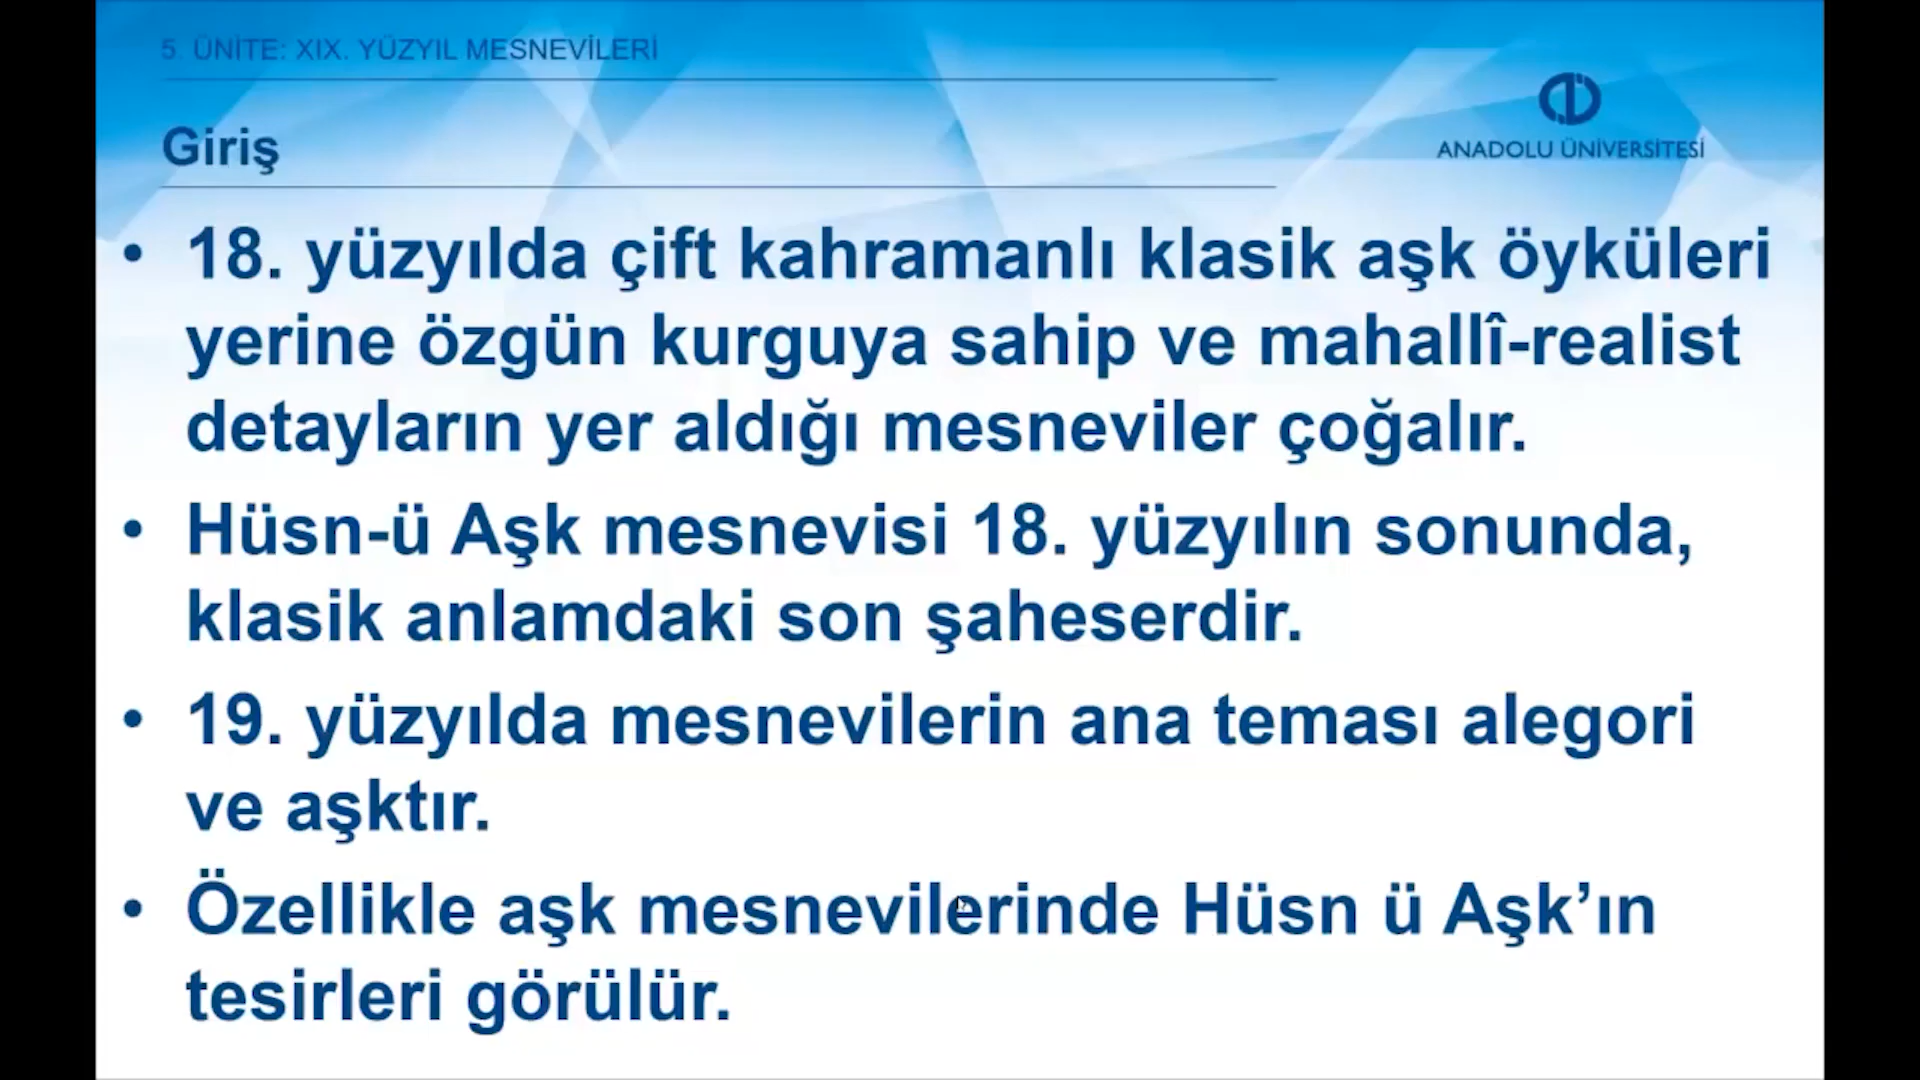 5. ÜNİTE: XIX. YÜZYIL MESNEVİLERİ
Giriş
ANADOLU ÜNİVERSİTESİ
• 18. yüzyılda çift kahramanlı klasik aşk öyküleri
yerine özgün kurguya sahip ve mahallî-realist
detayların yer aldığı mesneviler çoğalır.
• Hüsn-ü Aşk mesnevisi 18. yüzyılın sonunda,
klasik anlamdaki son şaheserdir.
• 19. yüzyılda mesnevilerin ana teması alegori
ve aşktır.
• Özellikle aşk mesnevilerinde Hüsn ü Aşk’ın
tesirleri görülür.